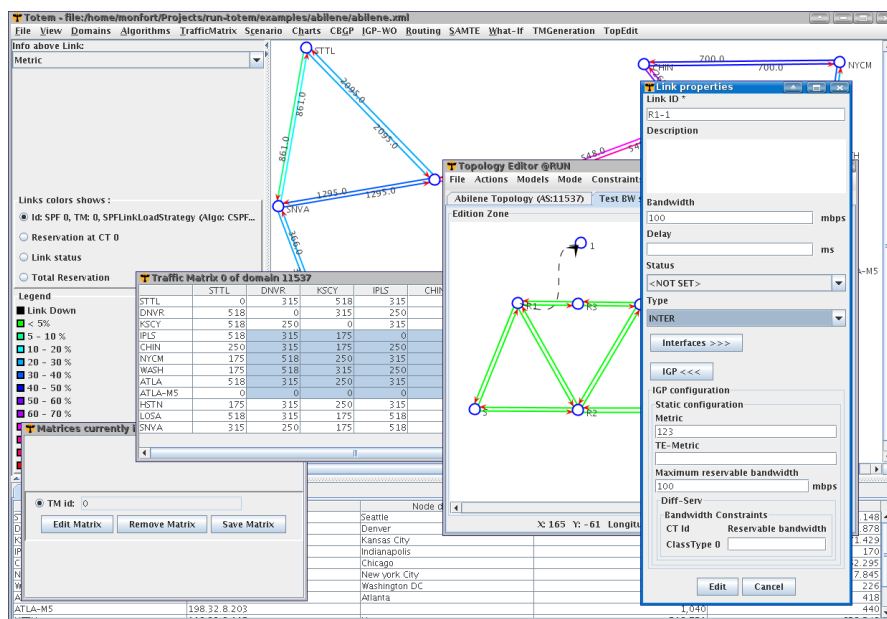 Totem - file:/home/monfort/Projects/run-totem/examples/abilene/abilene.xml
File View Domains Algorithms TrafficMatrix Scenario Charts CBGP IGP-WO Routing SAMTE What-If TMGeneration TopEdit
Info above Link:
Metric
STTL
CHIN
700.0
700.0
NYCM
861.0
861.0
2095.0
2095.0
548.0
1295.0
1295.0
SNVA
366.0
Links colors shows :
Id: SPF 0, TM: 0, SPFLinkLoadStrategy (Algo: CSPF...
Reservation at CT 0
Link status
Total Reservation
Legend
Link Down
< 5%
5 - 10 %
10 - 20 %
20 - 30 %
30 - 40 %
40 - 50 %
50 - 60 %
60 - 70 %
Traffic Matrix 0 of domain 11537
STTL DNVR KSCY IPLS CHIN
STTL 0 315 518 315
DNVR 518 0 315 250
KSCY 518 250 0 315
IPLS 518 315 175 0
CHIN 250 315 175 250
NYCM 175 518 250 315
WASH 175 518 315 250
ATLA 518 315 250 315
ATLA-M5 0 0 0 0
HSTN 175 315 250 315
LOSA 518 315 175 518
SNVA 315 250 175 518
Matrices currently
TM id: 0
Edit Matrix Remove Matrix Save Matrix
Topology Editor @RUN
File Actions Models Mode Constraint
Abilene Topology (AS:11537) Test BW s
Edition Zone
1
R1
R3
3
R2
X: 165 Y: -61 Longitu
Link properties
Link ID *
R1-1
Description
Bandwidth
100 mbps
Delay
ms
Status
<NOT SET>
Type
INTER
Interfaces >>>
IGP <<<
IGP configuration
Static configuration
Metric
123
TE-Metric
Maximum reservable bandwidth
100 mbps
Diff-Serv
Bandwidth Constraints
CT Id Reservable bandwidth
ClassType 0
Edit Cancel
LA-M5
Node d
Seattle .148
Denver .878
Kansas City 1.429
Indianapolis 170
Chicago 2.295
New york City 7.845
Washington DC 226
Atlanta 418
ATLA-M5 198.32.8.203 1,040 440